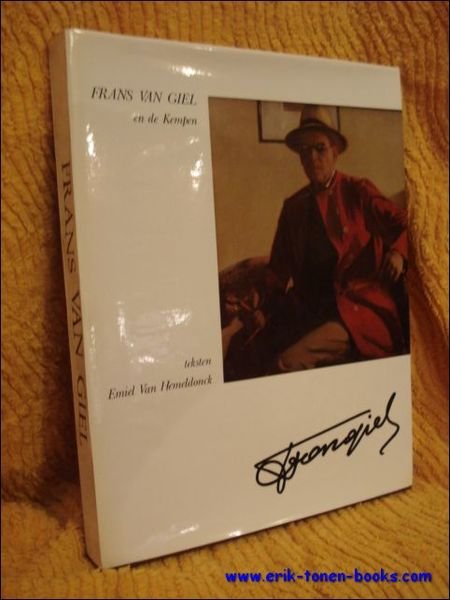 FRANS VAN GIEL
en de Kempen
teksten
Emiel Van Hemeldonck
FRANS VAN GIEL
www.erik-tonen-books.com